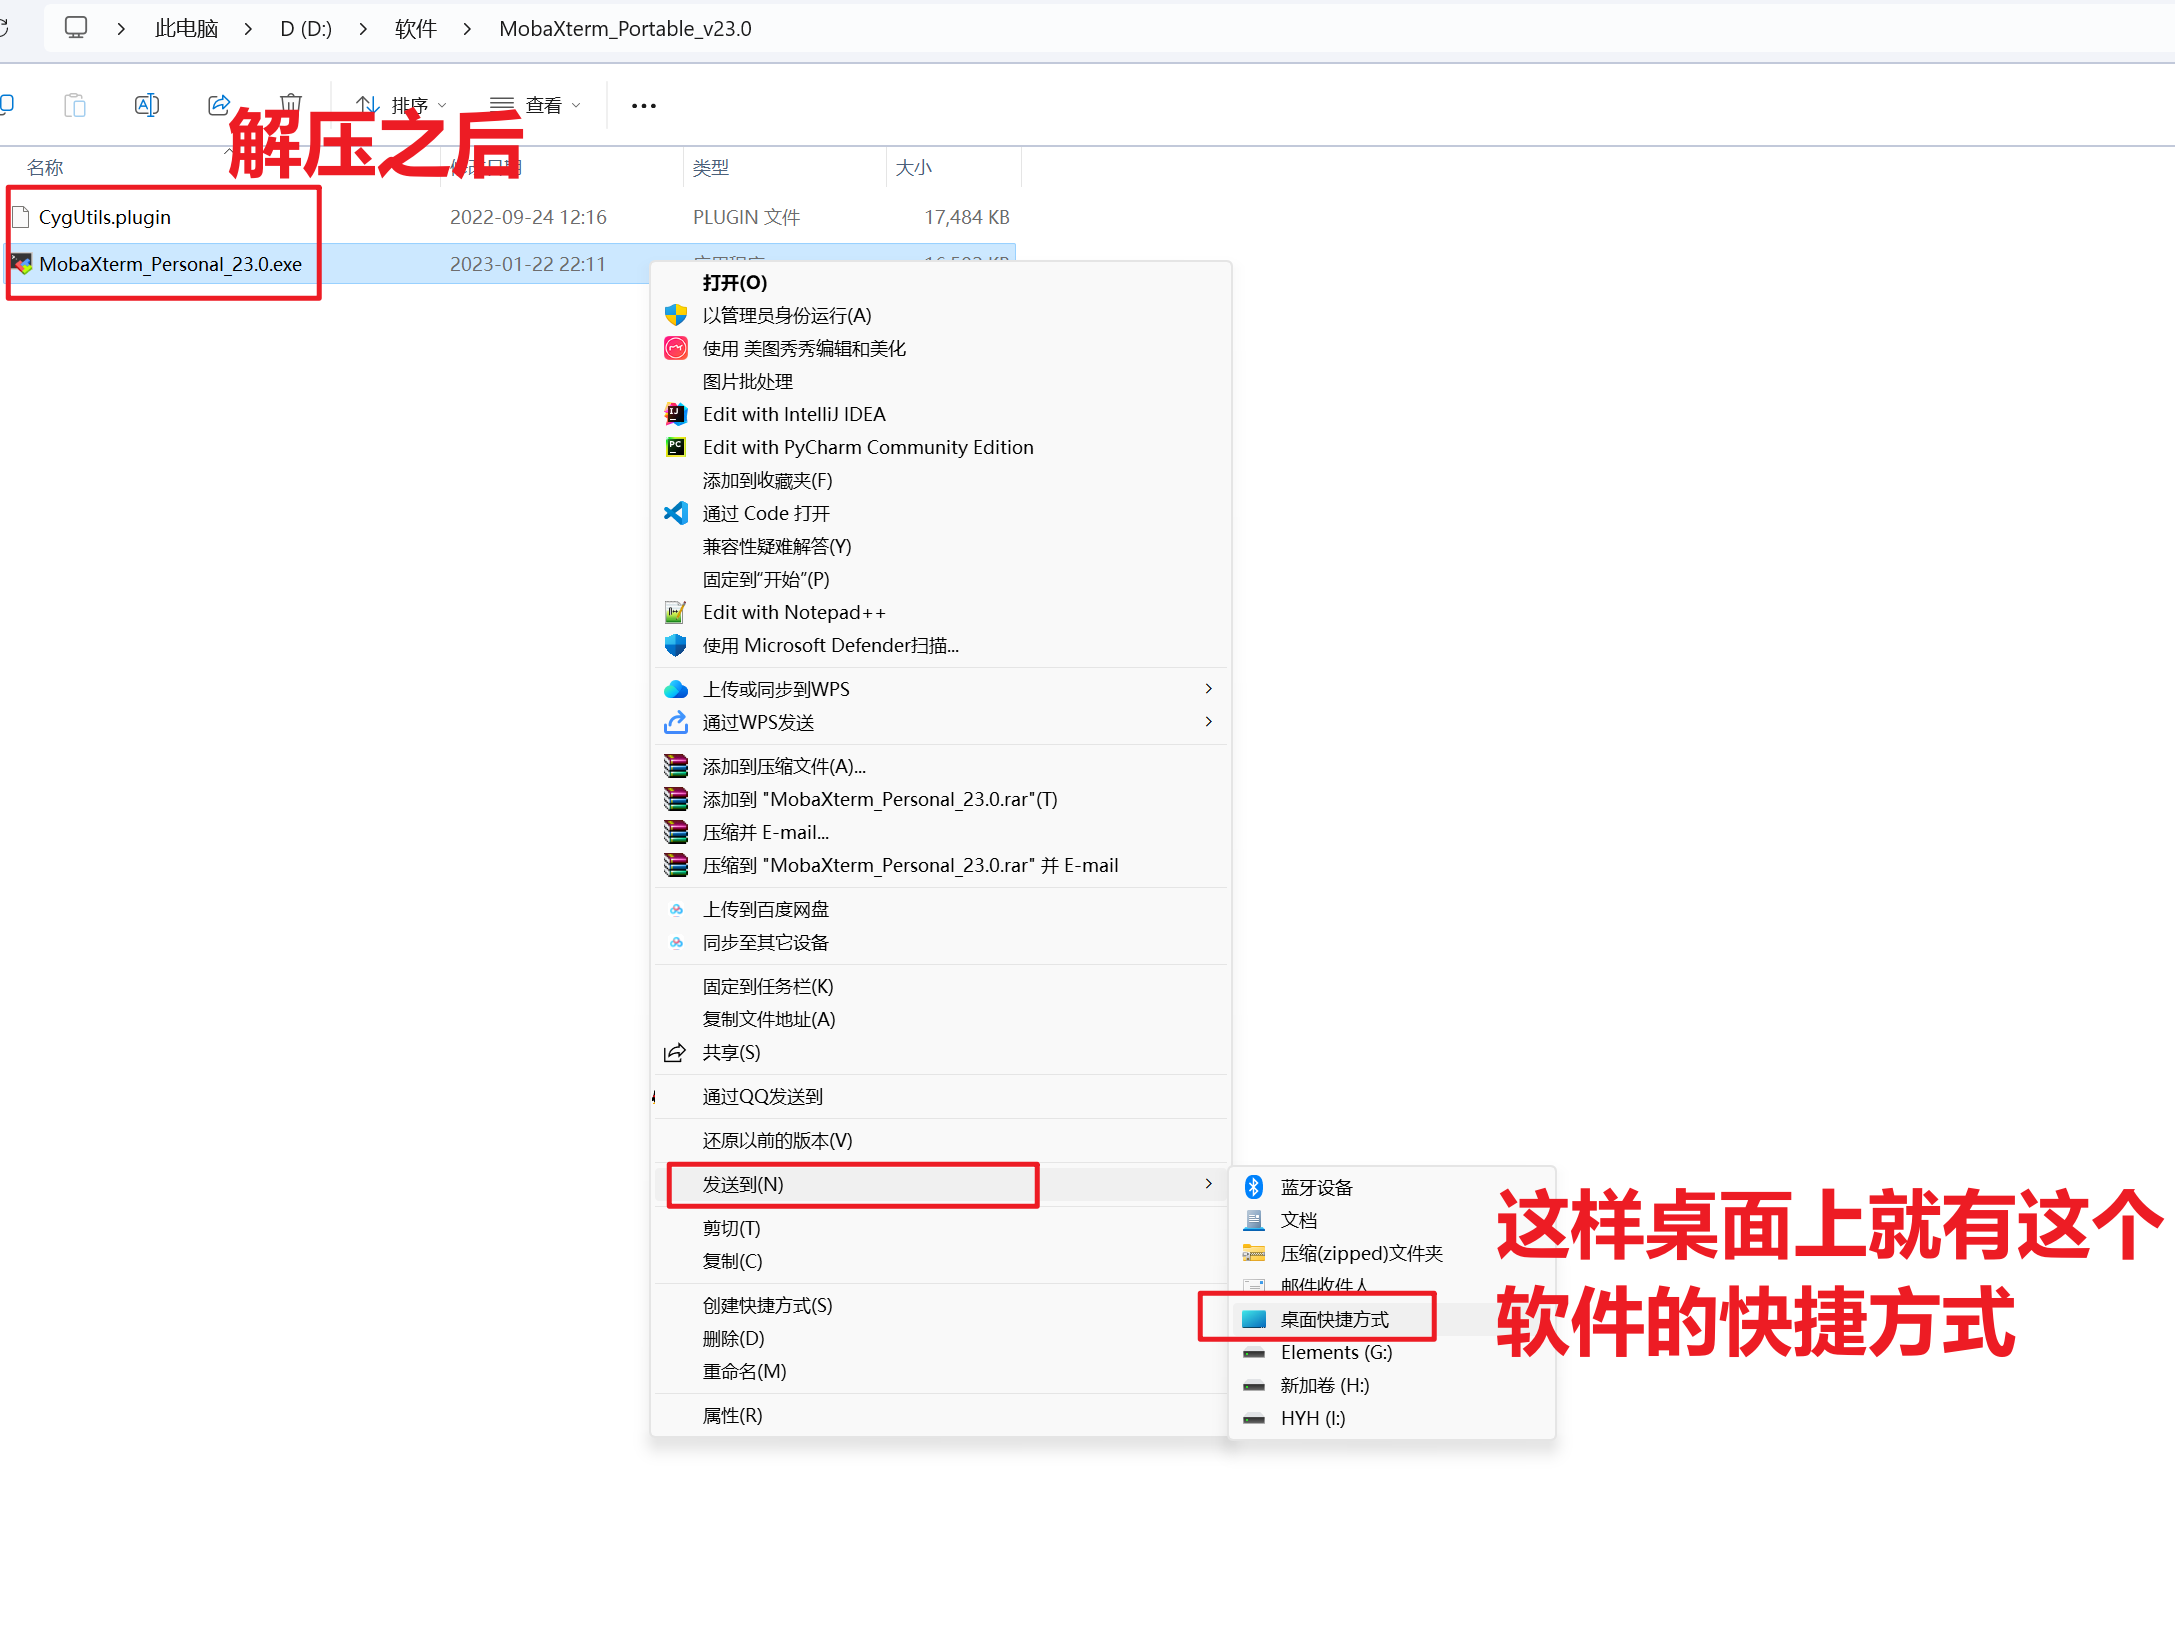 此电脑 > D (D:) > 软件 > MobaXterm_Portable_v23.0
排序 查看
解压之后
名称 类型 大小
CygUtils.plugin 2022-09-24 12:16 PLUGIN 文件 17,484 KB
MobaXterm_Personal_23.0.exe 2023-01-22 22:11
打开(O)
以管理员身份运行(A)
使用 美图秀秀编辑和美化
图片批处理
Edit with IntelliJ IDEA
Edit with PyCharm Community Edition
添加到收藏夹(F)
通过 Code 打开
兼容性疑难解答(Y)
固定到“开始”(P)
Edit with Notepad++
使用 Microsoft Defender扫描...
上传或同步到WPS
通过WPS发送
添加到压缩文件(A)...
添加到 "MobaXterm_Personal_23.0.rar"(T)
压缩并 E-mail...
压缩到 "MobaXterm_Personal_23.0.rar" 并 E-mail
上传到百度网盘
同步至其它设备
固定到任务栏(K)
复制文件地址(A)
共享(S)
通过QQ发送到
还原以前的版本(V)
发送到(N)
剪切(T)
复制(C)
创建快捷方式(S)
删除(D)
重命名(M)
属性(R)
蓝牙设备
文档
压缩(zipped)文件夹
邮件收件人
桌面快捷方式
Elements (G:)
新加卷 (H:)
HYH (I:)
这样桌面上就有这个
软件的快捷方式